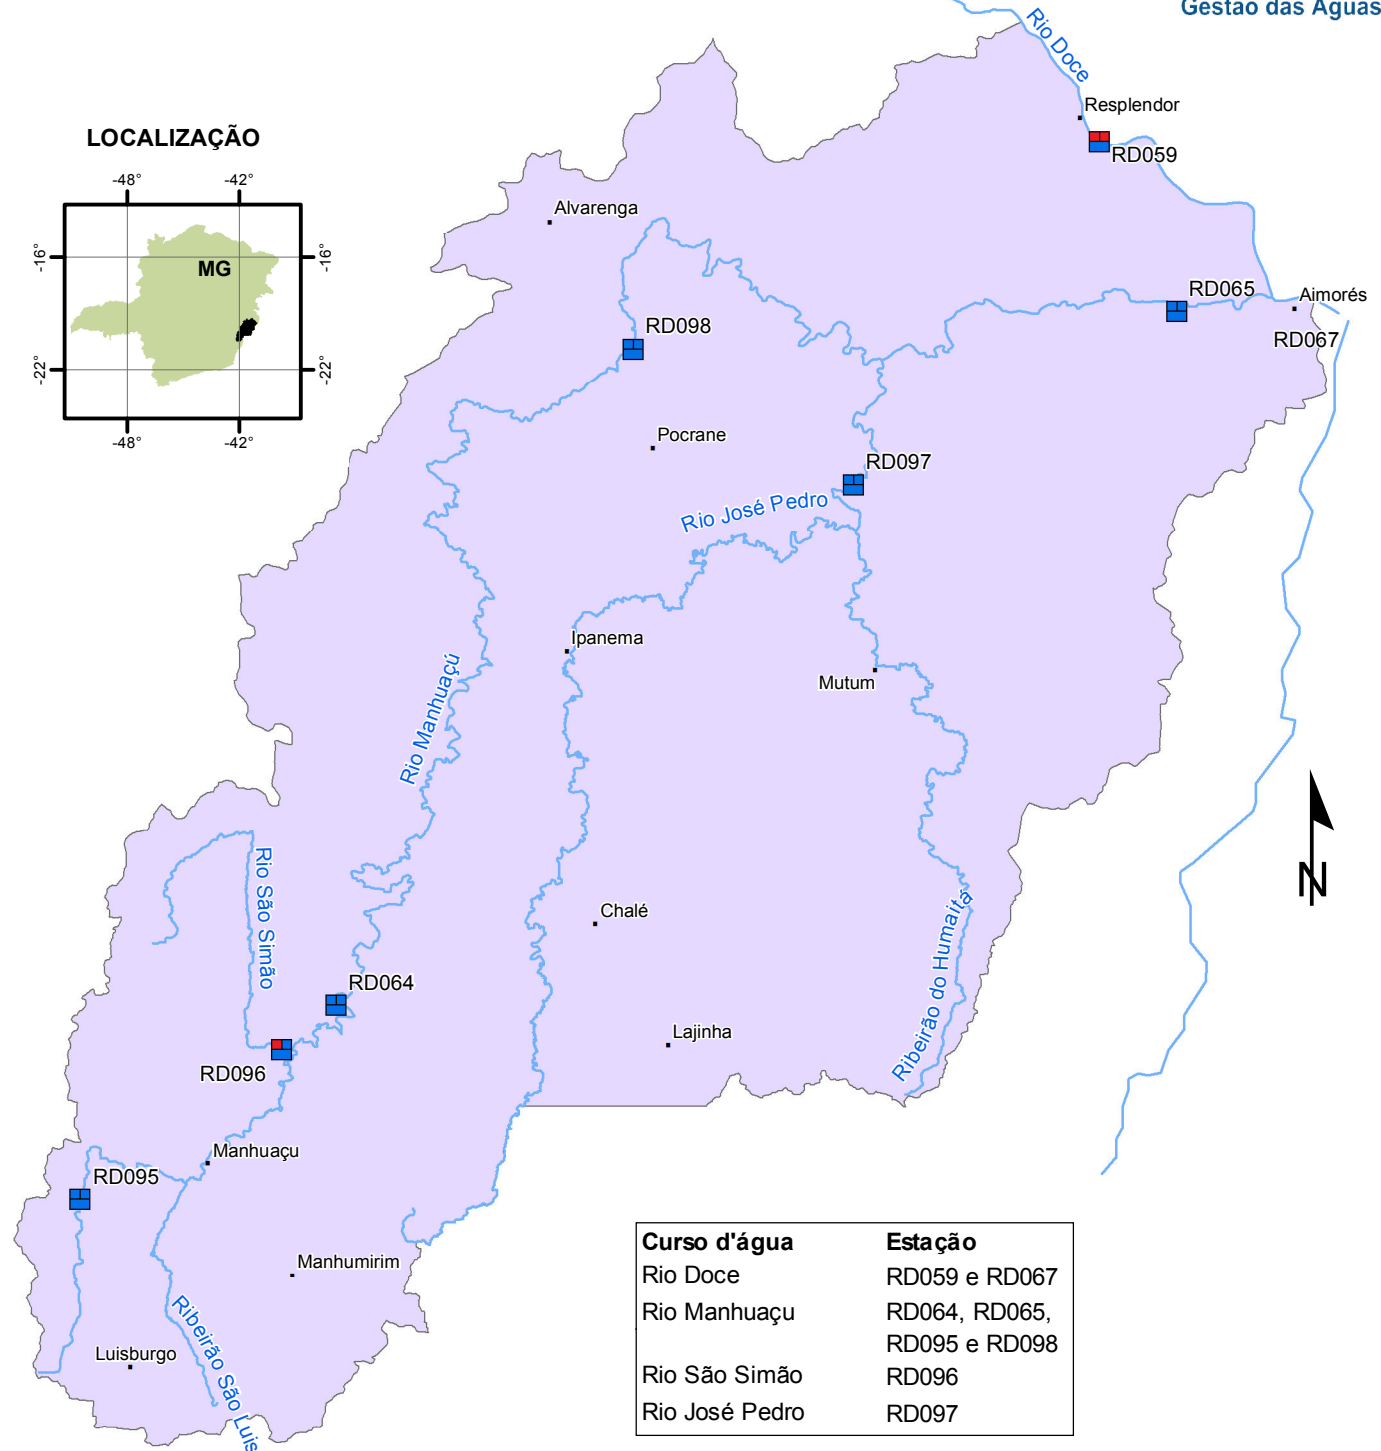 Gestão das Águas
Rio Doce
Resplendor
RD059
LOCALIZAÇÃO
-48°
-42°
-16°
-16°
MG
-22°
-22°
-48°
-42°
Alvarenga
RD065
Aimorés
RD067
RD098
Pocrane
RD097
Rio José Pedro
Ipanema
Mutum
Rio Manhuaçú
Rio São Simão
Chalé
Ribeirão do Humaitá
N
RD064
Lajinha
RD096
Manhuaçu
RD095
Manhumirim
Luisburgo
Ribeirão São Luis
Curso d'água Estação
Rio Doce RD059 e RD067
Rio Manhuaçu RD064, RD065,
RD095 e RD098
Rio São Simão RD096
Rio José Pedro RD097